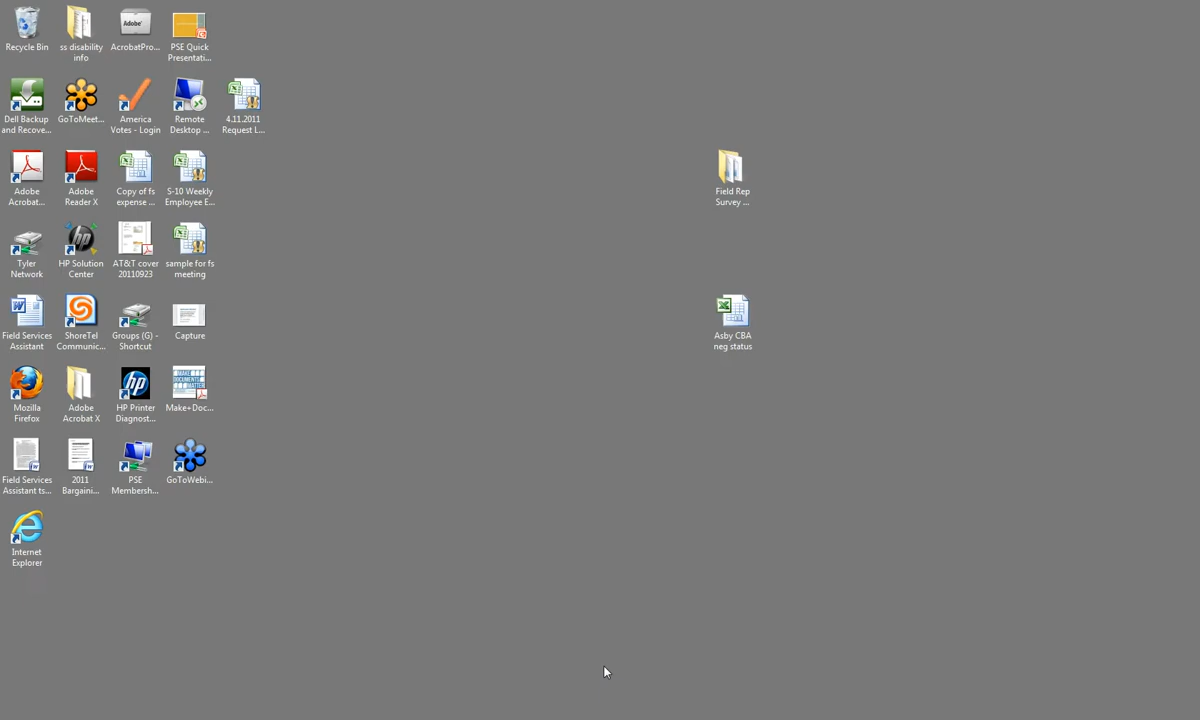 Recycle Bin
ss disability
info
AcrobatPro...
PSE Quick
Presentati...
Dell Backup
and Recove...
GoToMeet...
America
Votes - Login
Remote
Desktop ...
4.11.2011
Request L...
Adobe
Acrobat...
Adobe
Reader X
Copy of fs
expense ...
S-10 Weekly
Employee E...
Field Rep
Survey ...
Tyler
Network
HP Solution
Center
AT&T cover
20110923
sample for fs
meeting
Field Services
Assistant
ShoreTel
Communic...
Groups (G) -
Shortcut
Capture
Asby CBA
neg status
Mozilla
Firefox
Adobe
Acrobat X
HP Printer
Diagnost...
Make+Doc...
Field Services
Assistant ts...
2011
Bargaini...
PSE
Membersh...
GoToWebi...
Internet
Explorer